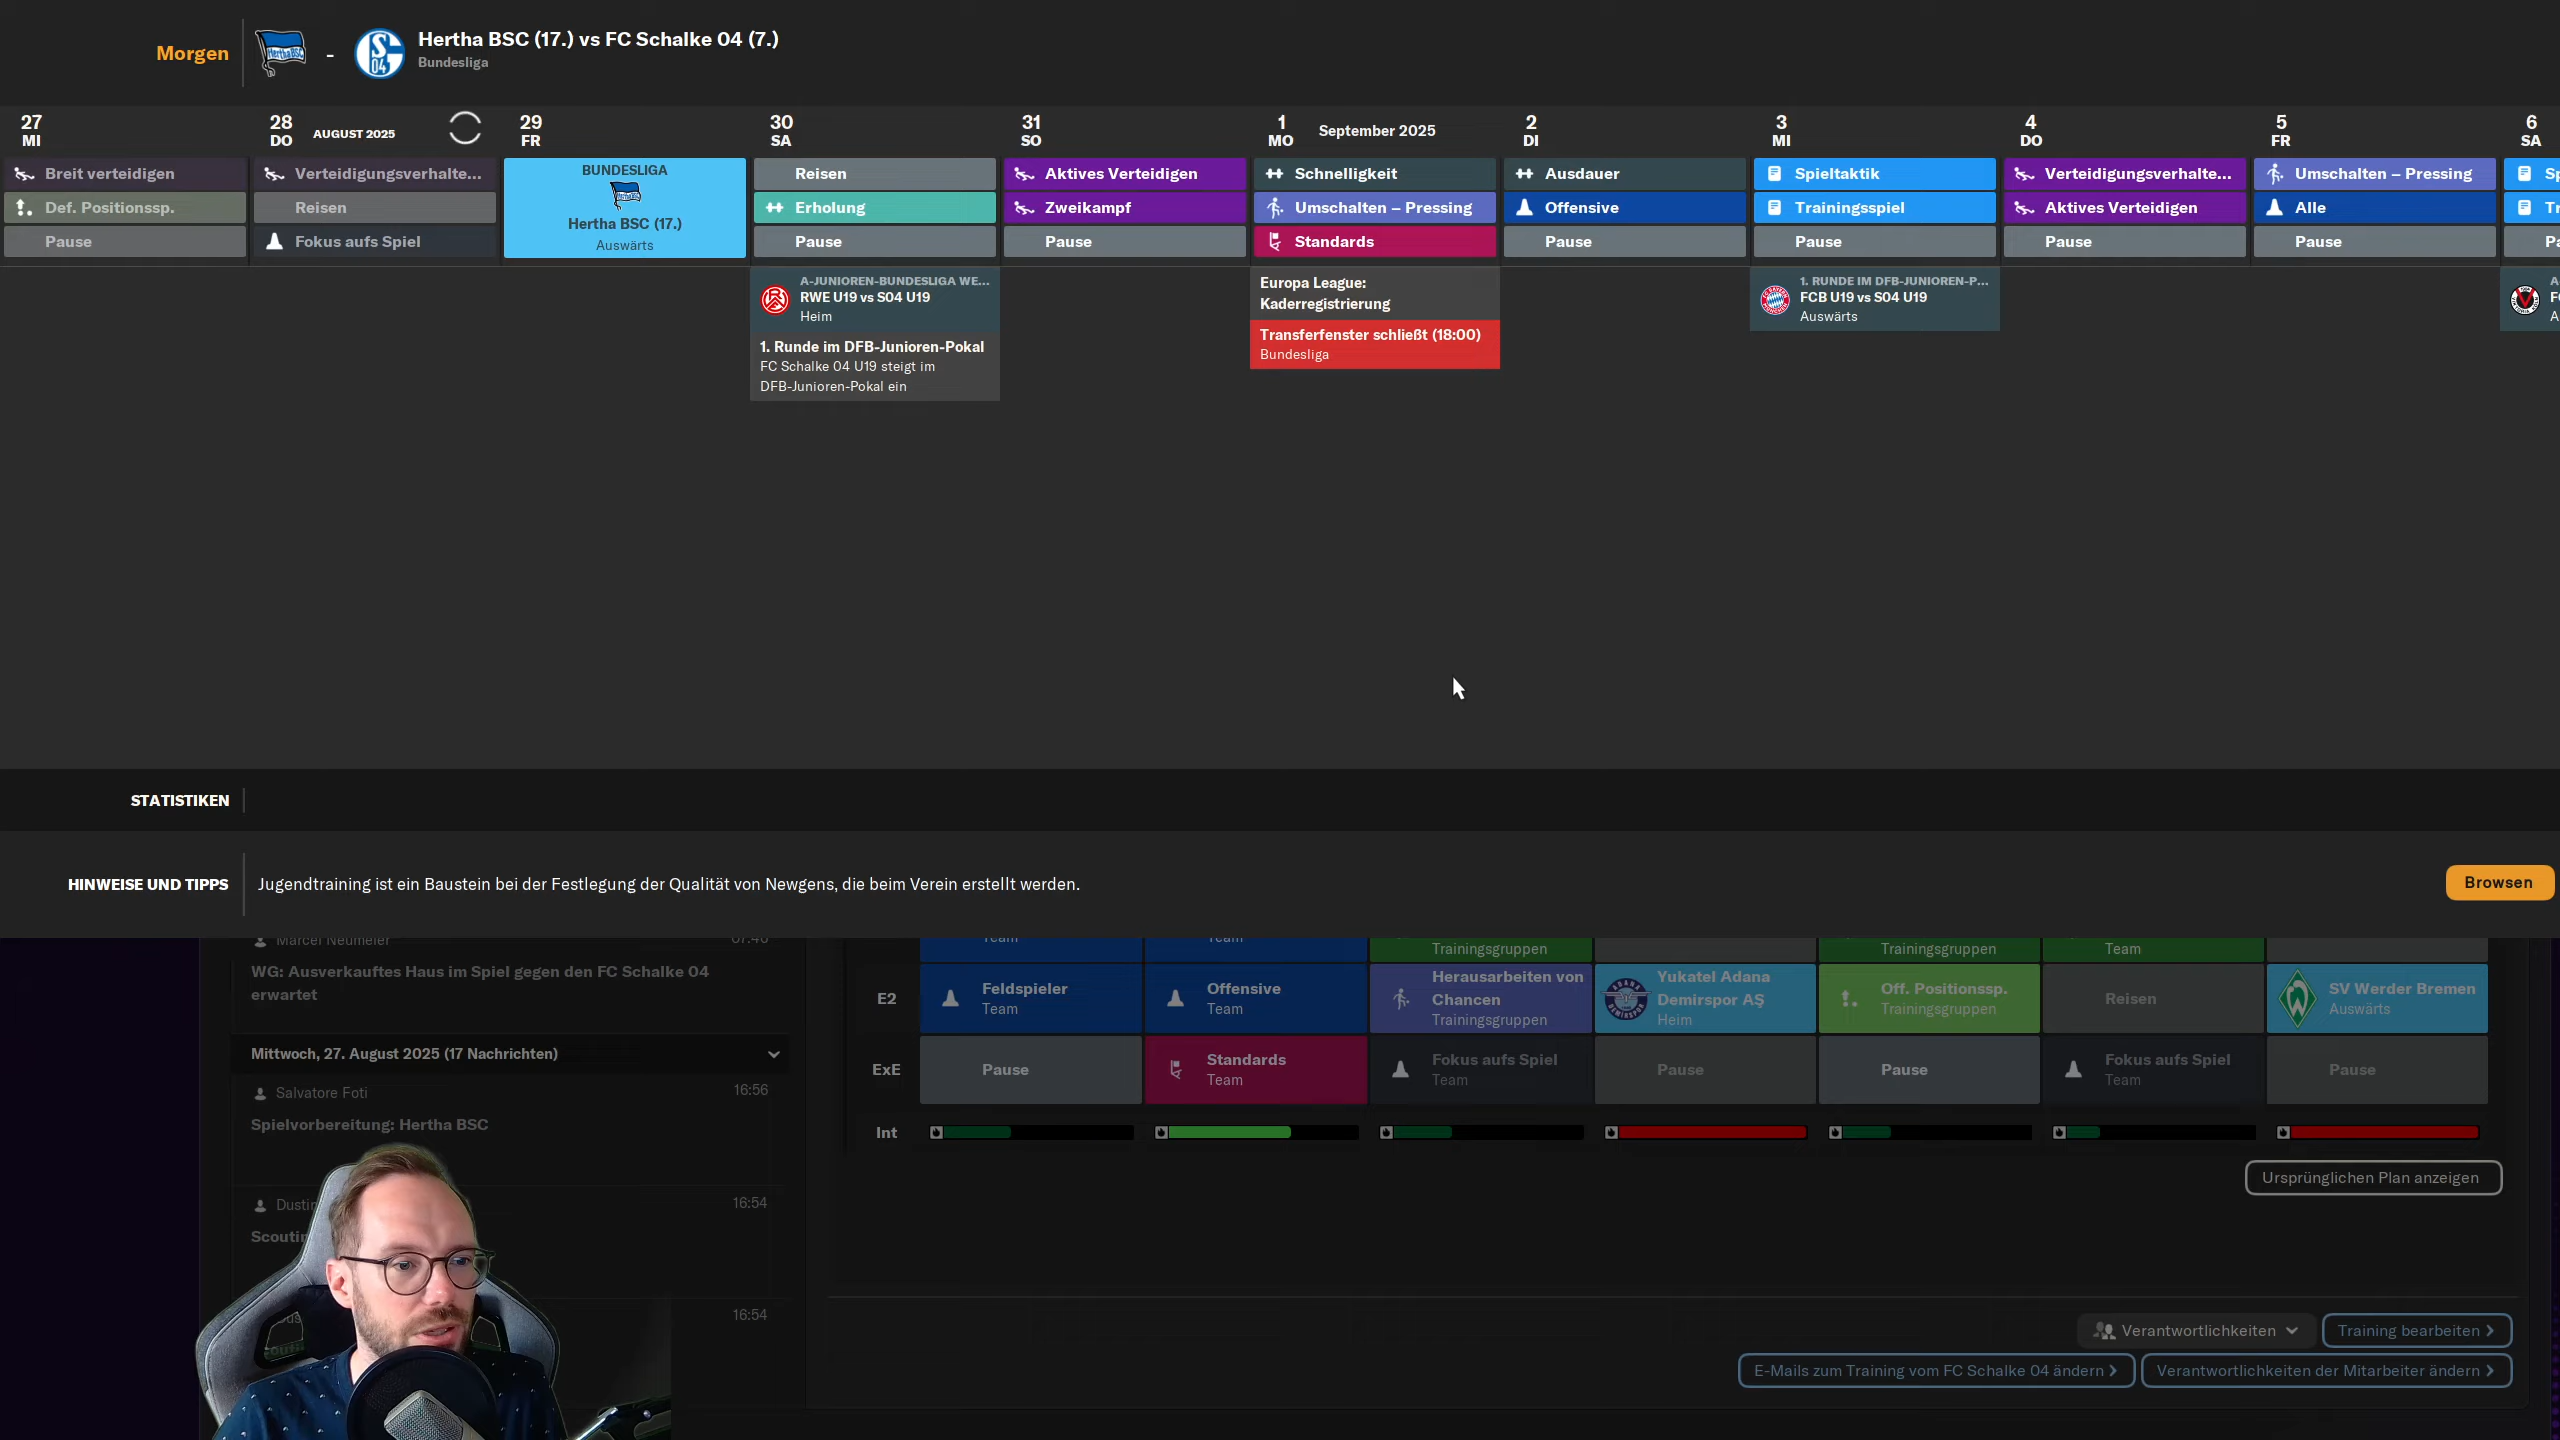 Morgen
-
Hertha BSC (17.) vs FC Schalke 04 (7.)
Bundesliga
27
MI
28
DO
AUGUST 2025
29
FR
30
SA
31
SO
1
MO
September 2025
2
DI
3
MI
4
DO
5
FR
6
SA
Breit verteidigen
Def. Positionssp.
Pause
Verteidigungsverhalte...
Reisen
Fokus aufs Spiel
BUNDESLIGA
Hertha BSC (17.)
Auswärts
Reisen
Erholung
Pause
Aktives Verteidigen
Zweikampf
Pause
Schnelligkeit
Umschalten – Pressing
Standards
Ausdauer
Offensive
Pause
Spieltaktik
Trainingsspiel
Pause
Verteidigungsverhalte...
Aktives Verteidigen
Pause
Umschalten – Pressing
Alle
Pause
A-JUNIOREN-BUNDESLIGA WE...
RWE U19 vs S04 U19
Heim
1. Runde im DFB-Junioren-Pokal
FC Schalke 04 U19 steigt im
DFB-Junioren-Pokal ein
Europa League:
Kaderregistrierung
Transferfenster schließt (18:00)
Bundesliga
1. RUNDE IM DFB-JUNIOREN-P...
FCB U19 vs S04 U19
Auswärts
STATISTIKEN
HINWEISE UND TIPPS
Jugendtraining ist ein Baustein bei der Festlegung der Qualität von Newgens, die beim Verein erstellt werden.
Browsen
Marcel Neumeier
07:40
WG: Ausverkauftes Haus im Spiel gegen den FC Schalke 04
erwartet
Mittwoch, 27. August 2025 (17 Nachrichten)
Salvatore Foti
16:56
Spielvorbereitung: Hertha BSC
16:54
16:54
Team
Team
Trainingsgruppen
Trainingsgruppen
Team
E2
Feldspieler
Team
Offensive
Team
Herausarbeiten von
Chancen
Trainingsgruppen
Yukatel Adana
Demirspor AŞ
Heim
Off. Positionssp.
Trainingsgruppen
Reisen
SV Werder Bremen
Auswärts
ExE
Pause
Standards
Team
Fokus aufs Spiel
Team
Pause
Pause
Fokus aufs Spiel
Team
Pause
Int
Ursprünglichen Plan anzeigen
Verantwortlichkeiten
Training bearbeiten
E-Mails zum Training vom FC Schalke 04 ändern
Verantwortlichkeiten der Mitarbeiter ändern